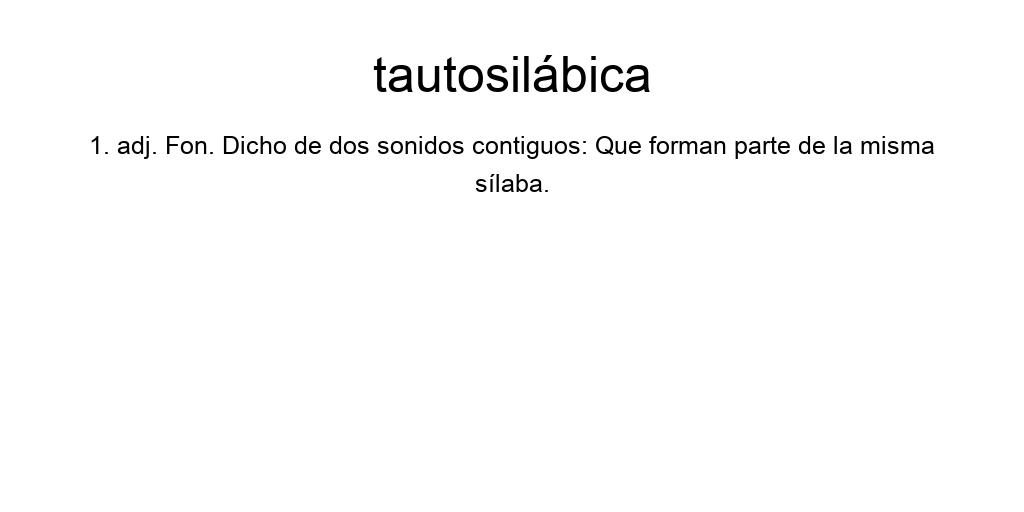 tautosilábica
1. adj. Fon. Dicho de dos sonidos contiguos: Que forman parte de la misma
sílaba.